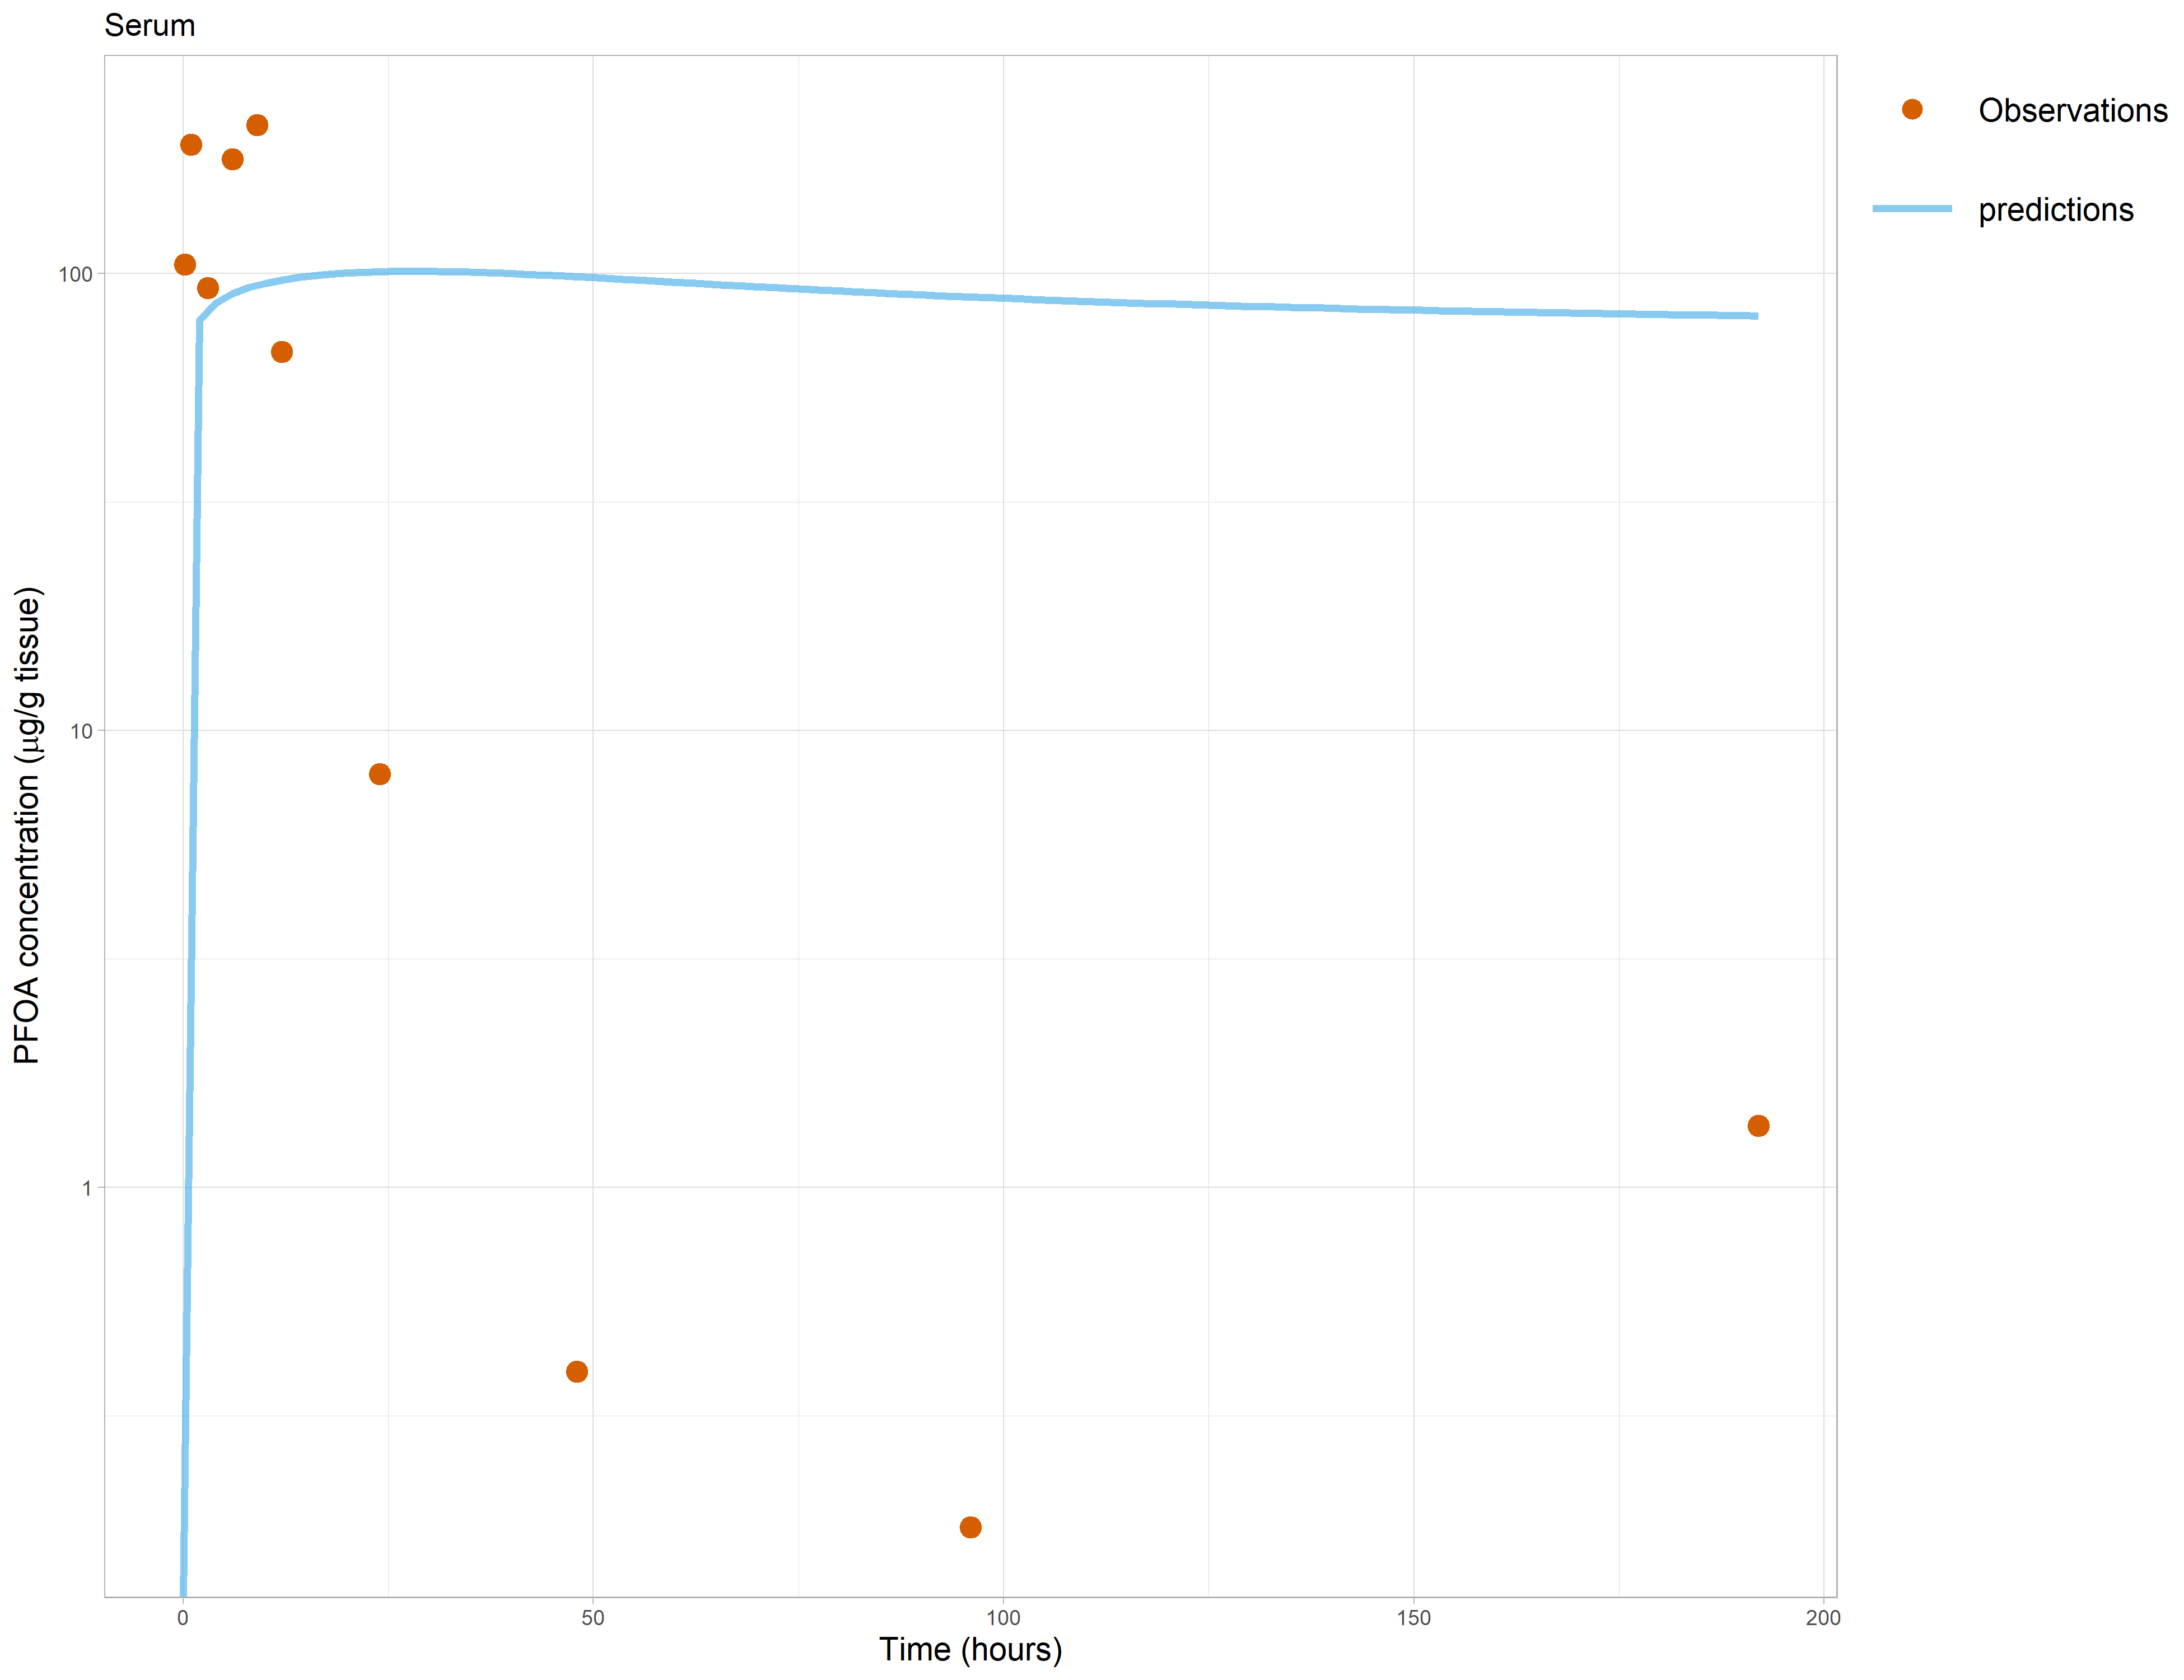 Serum
Observations
predictions
PFOA concentration (μg/g tissue)
100
10
1
0
50
100
150
200
Time (hours)